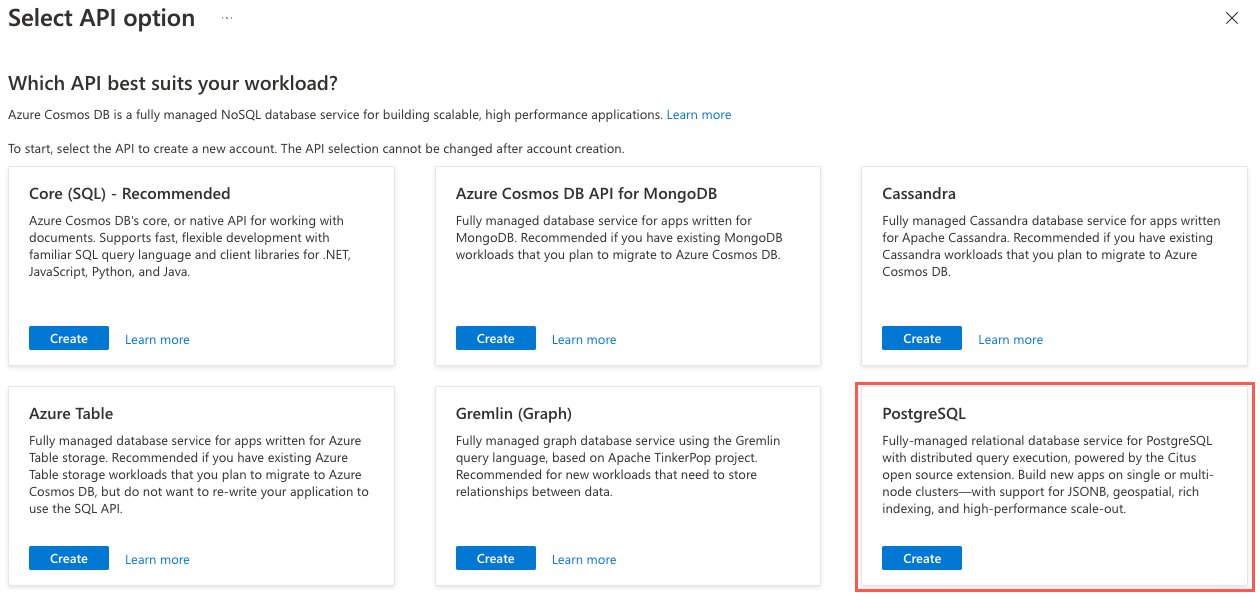 Select API option
...
Which API best suits your workload?
Azure Cosmos DB is a fully managed NoSQL database service for building scalable, high performance applications. Learn more
To start, select the API to create a new account. The API selection cannot be changed after account creation.
Core (SQL) - Recommended
Azure Cosmos DB's core, or native API for working with
documents. Supports fast, flexible development with
familiar SQL query language and client libraries for .NET,
JavaScript, Python, and Java.
Create Learn more
Azure Cosmos DB API for MongoDB
Fully managed database service for apps written for
MongoDB. Recommended if you have existing MongoDB
workloads that you plan to migrate to Azure Cosmos DB.
Create Learn more
Cassandra
Fully managed Cassandra database service for apps written
for Apache Cassandra. Recommended if you have existing
Cassandra workloads that you plan to migrate to Azure
Cosmos DB.
Create Learn more
Azure Table
Fully managed database service for apps written for Azure
Table storage. Recommended if you have existing Azure
Table storage workloads that you plan to migrate to Azure
Cosmos DB, but do not want to re-write your application to
use the SQL API.
Create Learn more
Gremlin (Graph)
Fully managed graph database service using the Gremlin
query language, based on Apache TinkerPop project.
Recommended for new workloads that need to store
relationships between data.
Create Learn more
PostgreSQL
Fully-managed relational database service for PostgreSQL
with distributed query execution, powered by the Citus
open source extension. Build new apps on single or multi-
node clusters—with support for JSONB, geospatial, rich
indexing, and high-performance scale-out.
Create